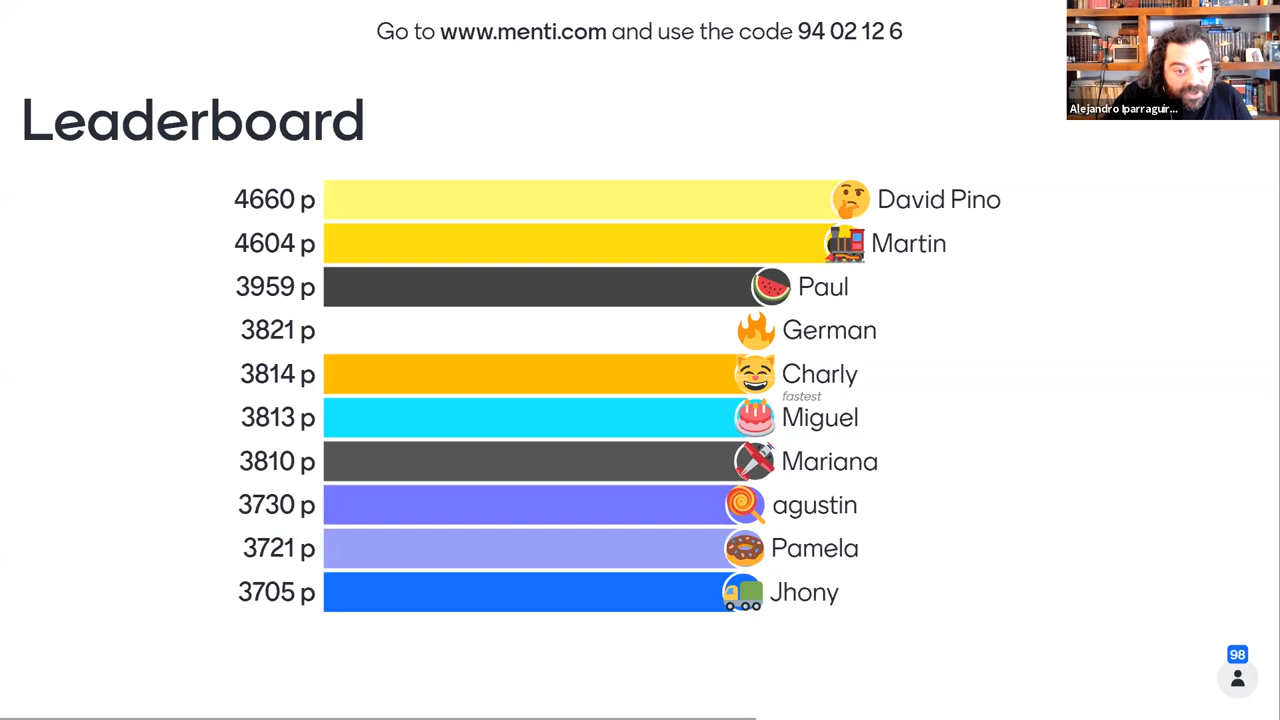 Go to www.menti.com and use the code 94 02 12 6
Alejandro Iparraguir...
Leaderboard
4660 p David Pino
4604 p Martin
3959 p Paul
3821 p German
3814 p Charly
fastest
3813 p Miguel
3810 p Mariana
3730 p agustin
3721 p Pamela
3705 p Jhony
98